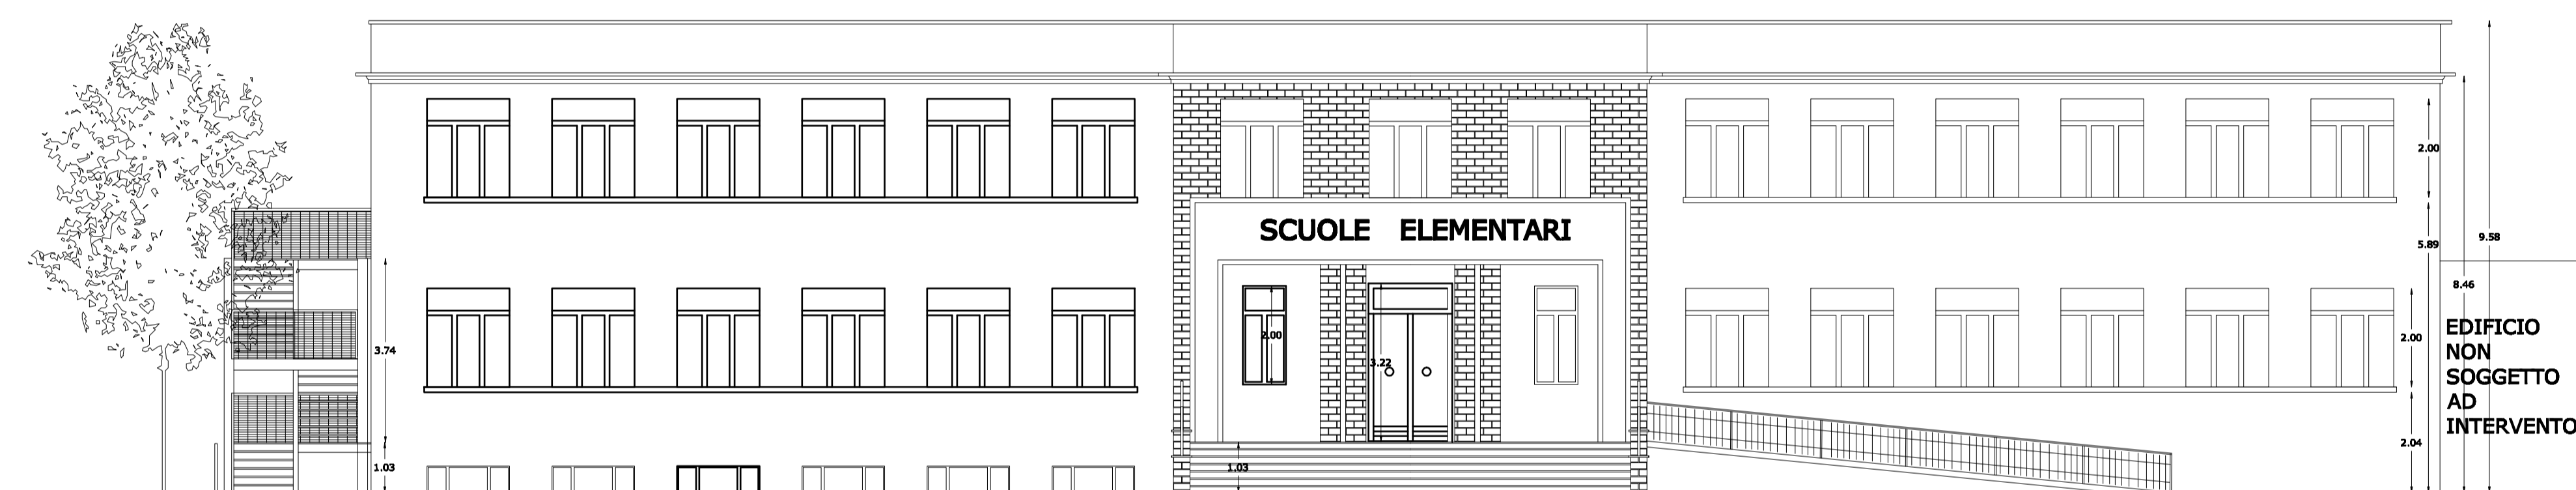 SCUOLE ELEMENTARI
2.00
5.89
9.58
8.46
2.00
2.04
3.74
1.03
2.00
3.22
1.03
EDIFICIO
NON
SOGGETTO
AD
INTERVENTO